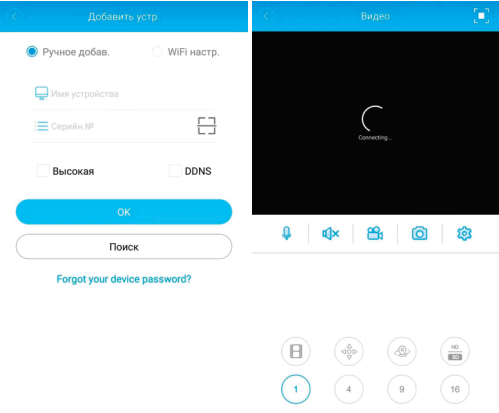 Добавить устр.
Ручное добав.
WiFi настр.
Имя устройства
Серийн.№
Высокая
DDNS
OK
Поиск
Forgot your device password?
Видео
Connecting...
HD
SD
1
4
9
16